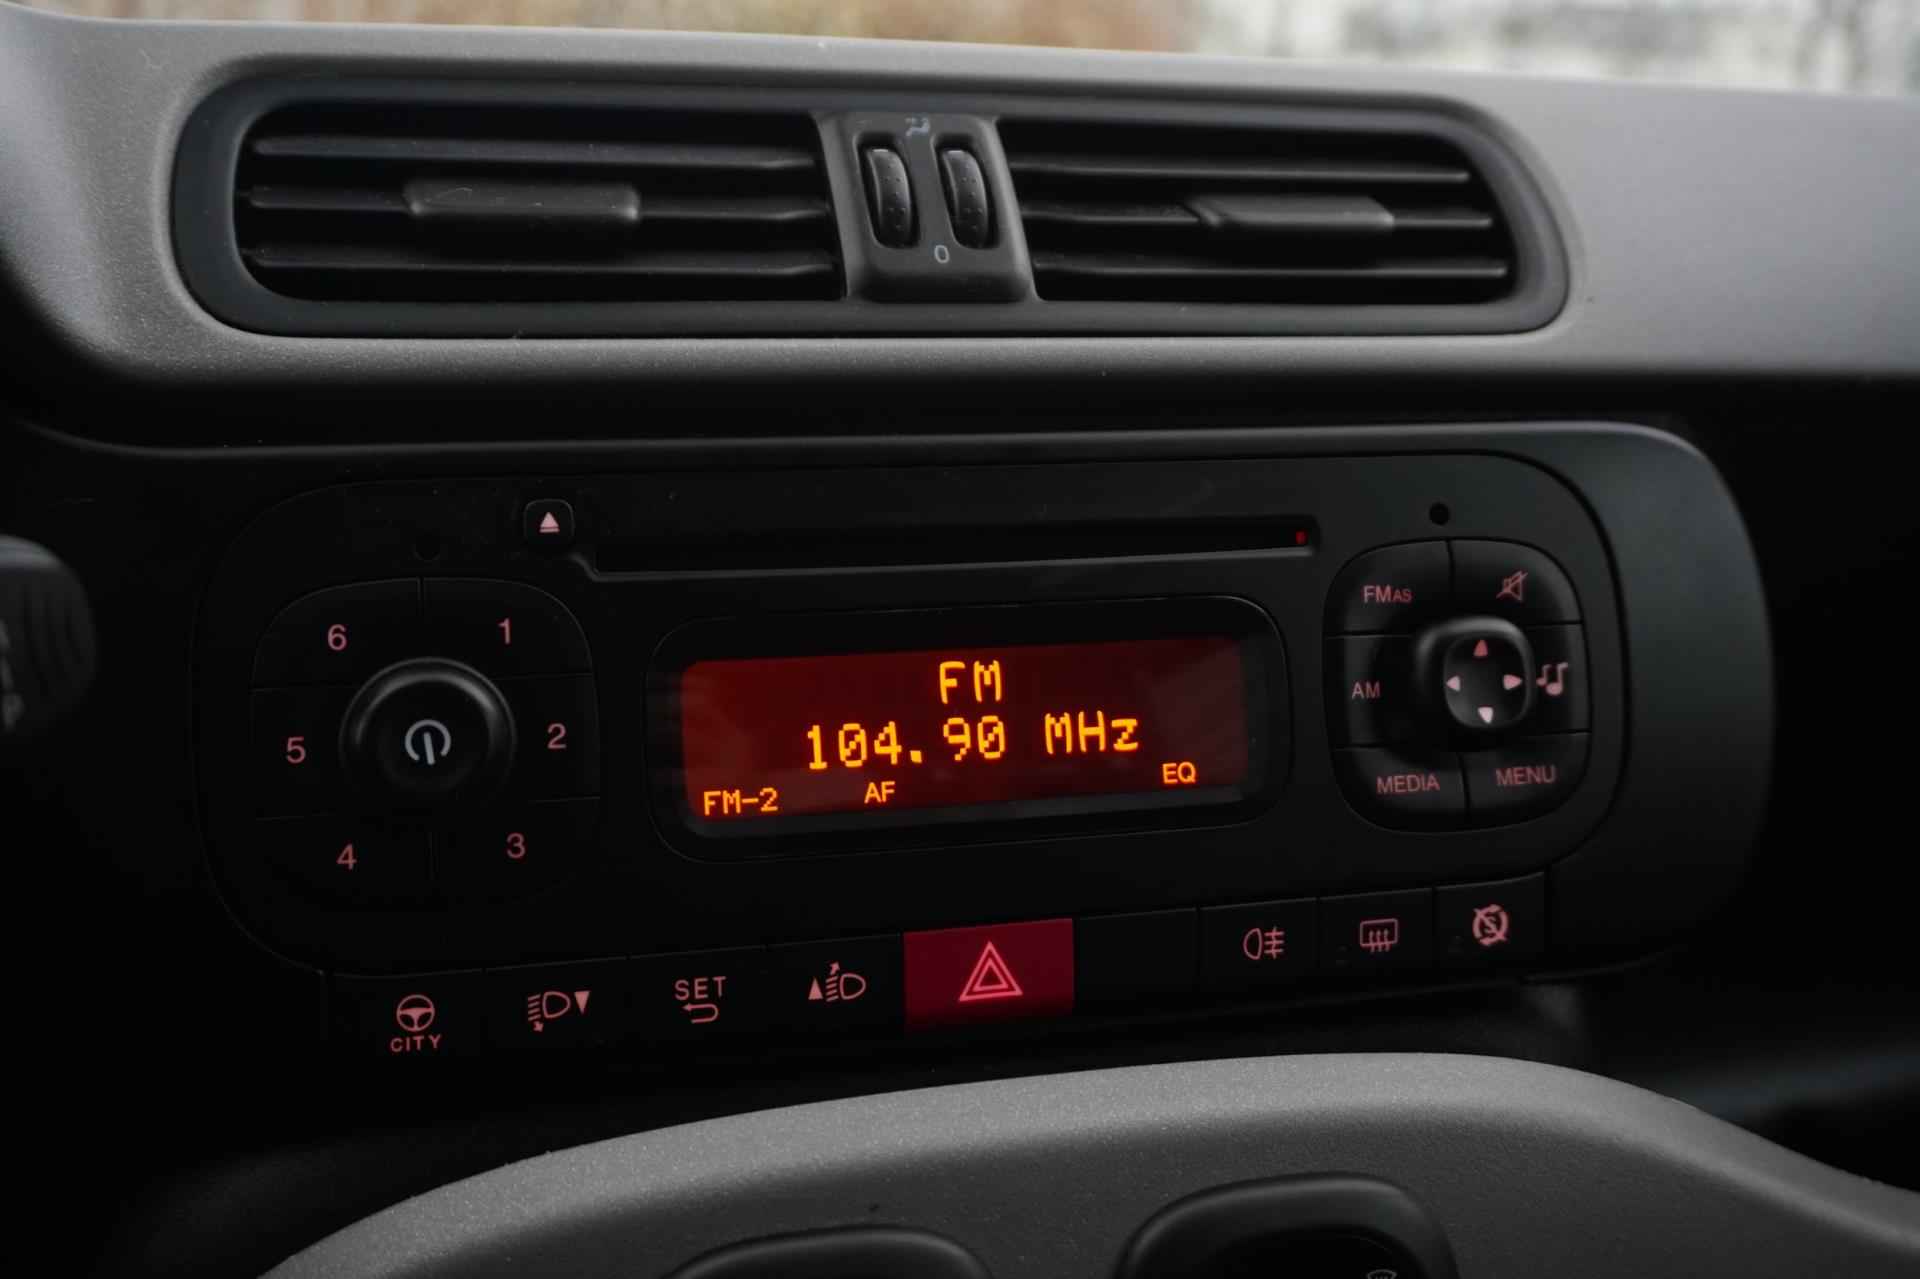 0
6
1
5
2
4
3
FM
104.90 MHz
FM-2 AF EQ
FMAS
AM
MEDIA
MENU
CITY
SET